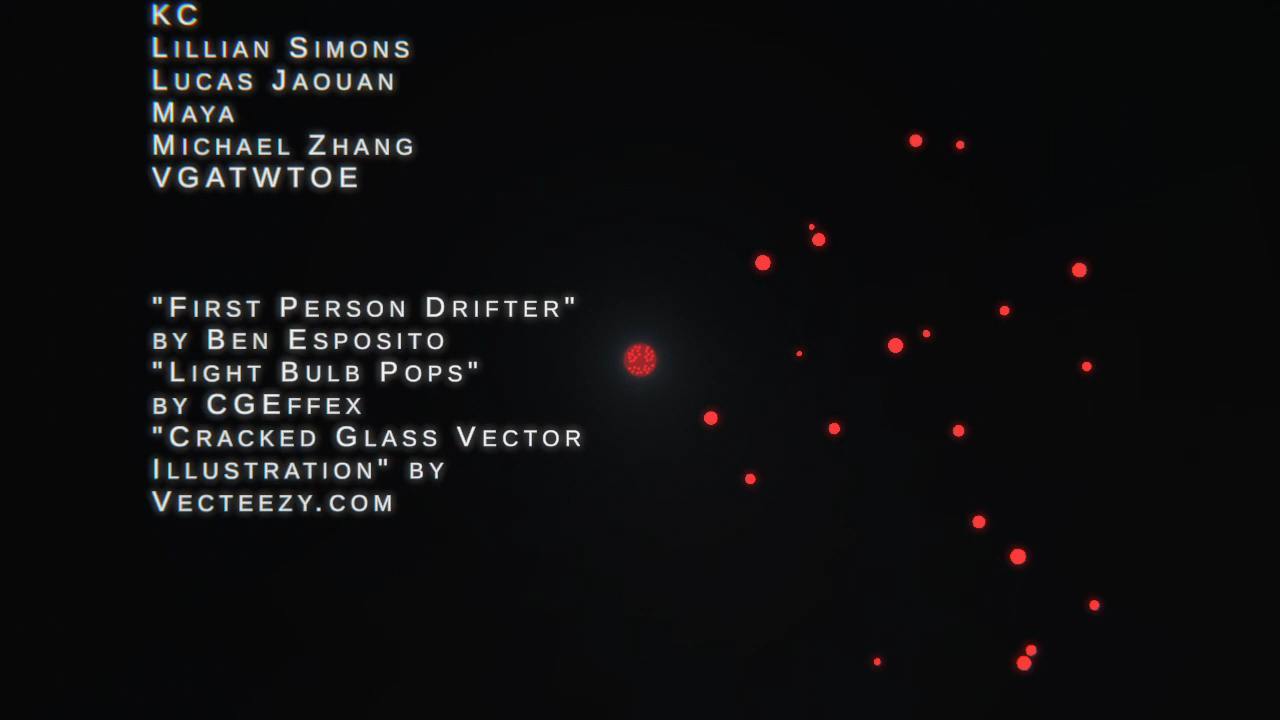 KC
Lillian Simons
Lucas Jaouan
Maya
Michael Zhang
VGATWTOE
"First Person Drifter"
by Ben Esposito
"Light Bulb Pops"
by CGEffex
"Cracked Glass Vector
Illustration" by
Vecteezy.com